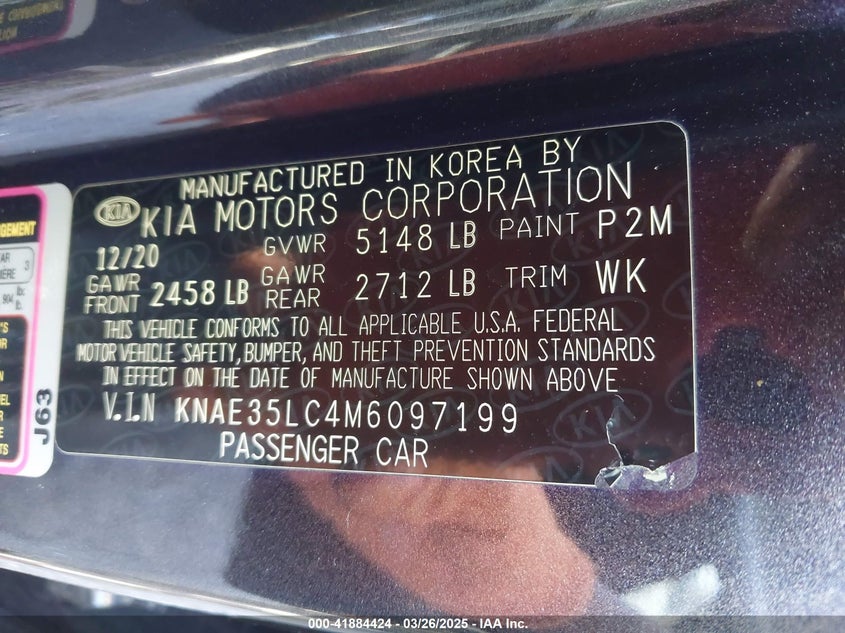 MANUFACTURED IN KOREA BY
KIA KIA MOTORS CORPORATION
12/20 GVWR 5148 LB PAINT P2M
GAWR FRONT 2458 LB GAWR REAR 2712 LB TRIM WK
THIS VEHICLE CONFORMS TO ALL APPLICABLE U.S.A. FEDERAL
MOTOR VEHICLE SAFETY, BUMPER, AND THEFT PREVENTION STANDARDS
IN EFFECT ON THE DATE OF MANUFACTURE SHOWN ABOVE
V.I.N KNAE35LC4M6097199
PASSENGER CAR
J63
000-41884424 - 03/26/2025 - IAA Inc.